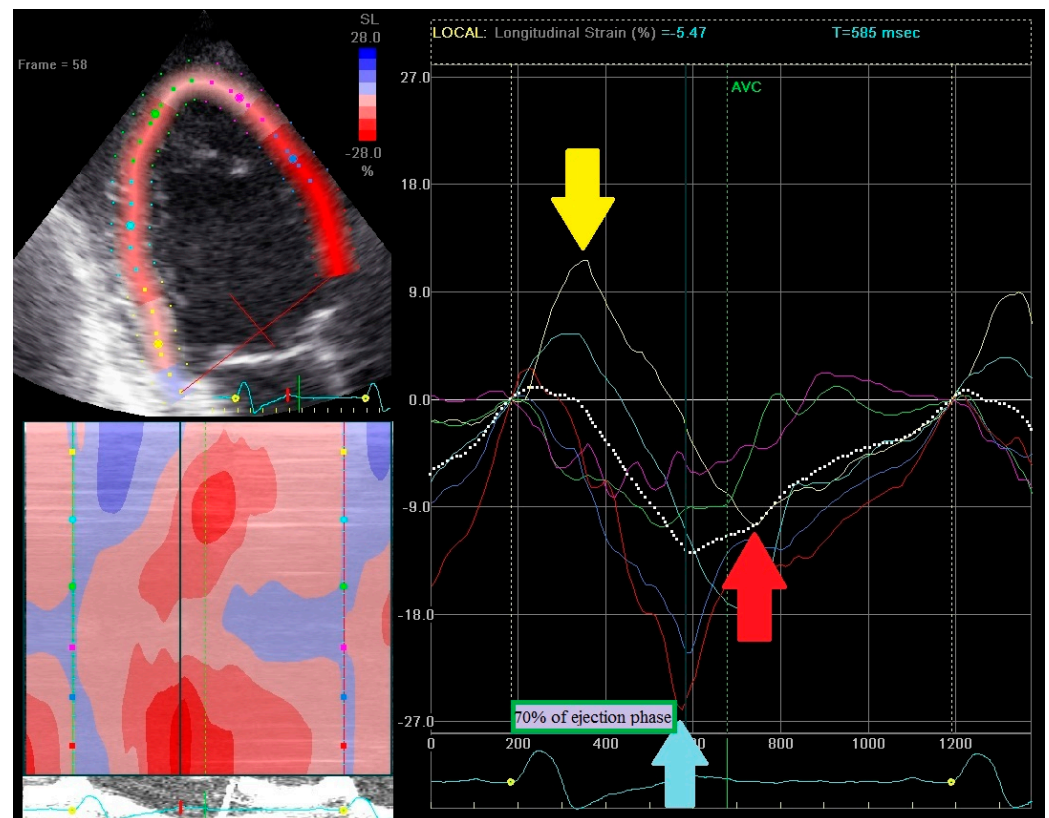 SL
28.0
Frame = 58
-28.0
%
LOCAL: Longitudinal Strain (%) =-5.47 T=585 msec
AVC
27.0
18.0
9.0
0.0
-9.0
-18.0
-27.0
70% of ejection phase
0 200 400 600 800 1000 1200